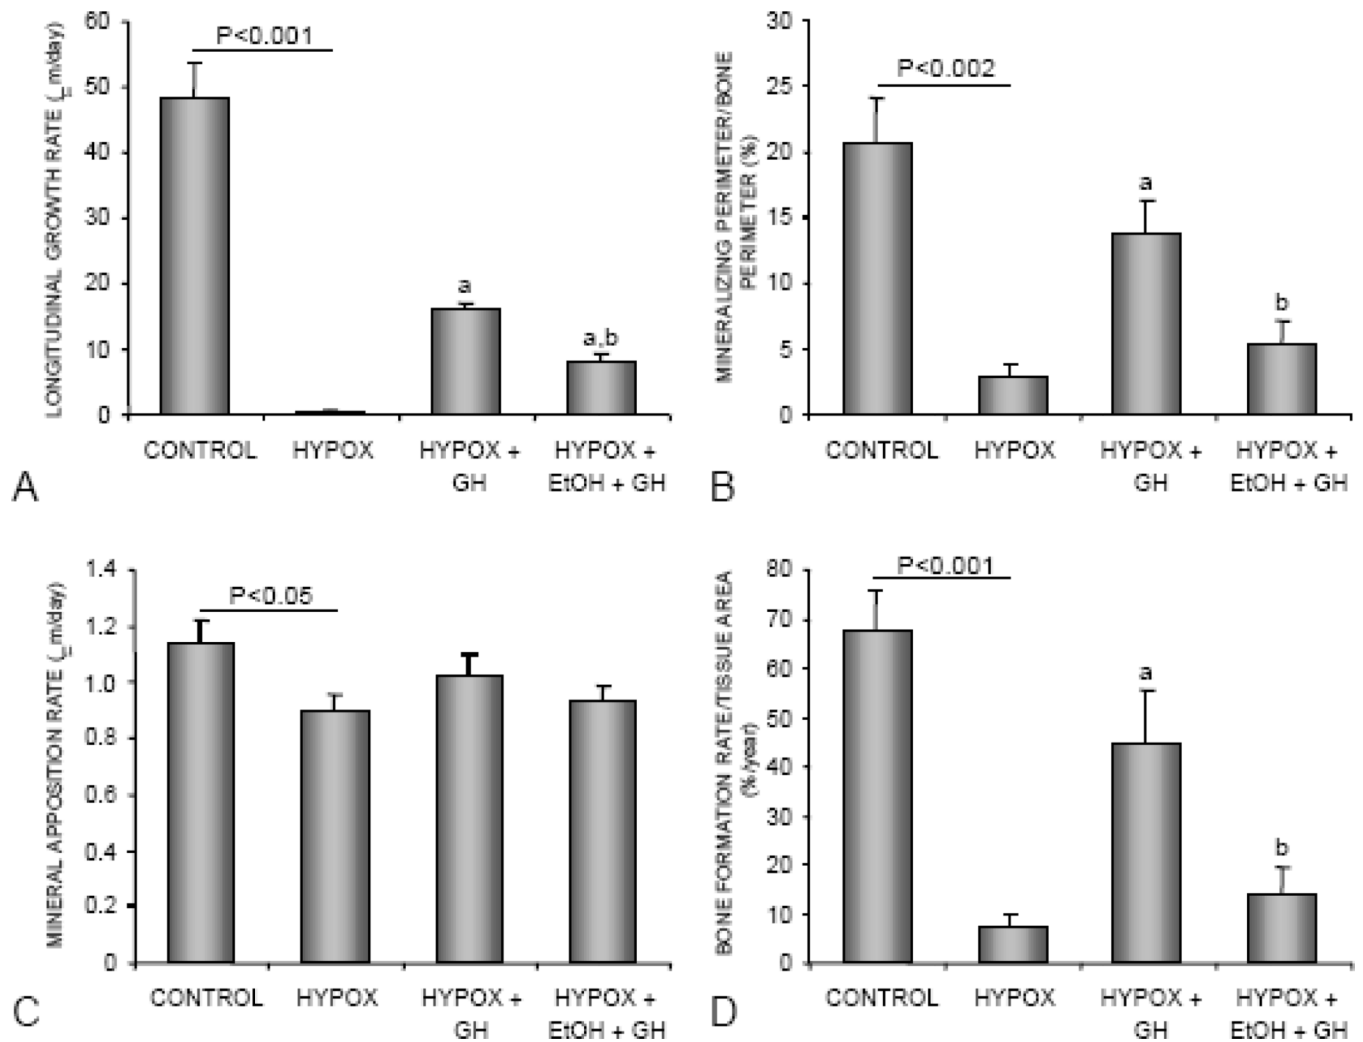 LONGITUDINAL GROWTH RATE (_m/day)
60
50
40
30
20
10
0
P<0.001
a
a,b
CONTROL HYPOX HYPOX + HYPOX +
GH EtOH + GH
A
MINERALIZING PERIMETER/BONE
PERIMETER (%)
30
25
20
15
10
5
0
P<0.002
a
b
CONTROL HYPOX HYPOX + HYPOX +
GH EtOH + GH
B
MINERAL APPOSITION RATE (_m/day)
1.4
1.2
1.0
0.8
0.6
0.4
0.2
0
P<0.05
CONTROL HYPOX HYPOX + HYPOX +
GH EtOH + GH
C
BONE FORMATION RATE/TISSUE AREA
(%/year)
80
70
60
50
40
30
20
10
0
P<0.001
a
b
CONTROL HYPOX HYPOX + HYPOX +
GH EtOH + GH
D